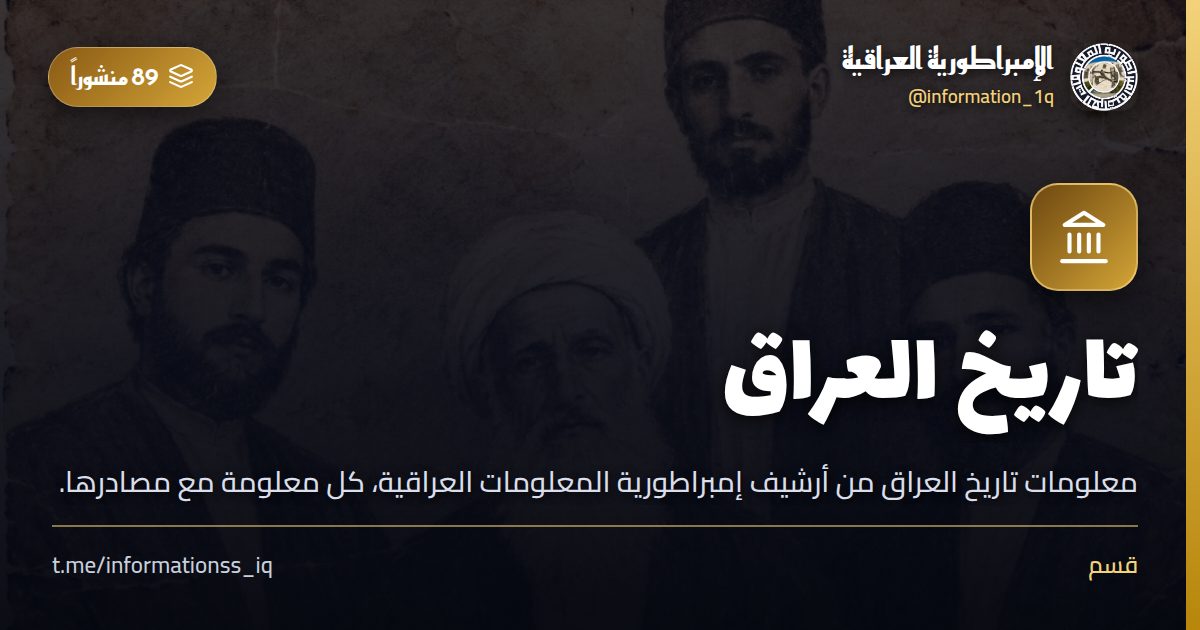 الإمبراطورية العراقية
@information_1q
89 منشوراً
تاريخ العراق
معلومات تاريخ العراق من أرشيف إمبراطورية المعلومات العراقية، كل معلومة مع مصادرها.
قسم
t.me/informationss_iq